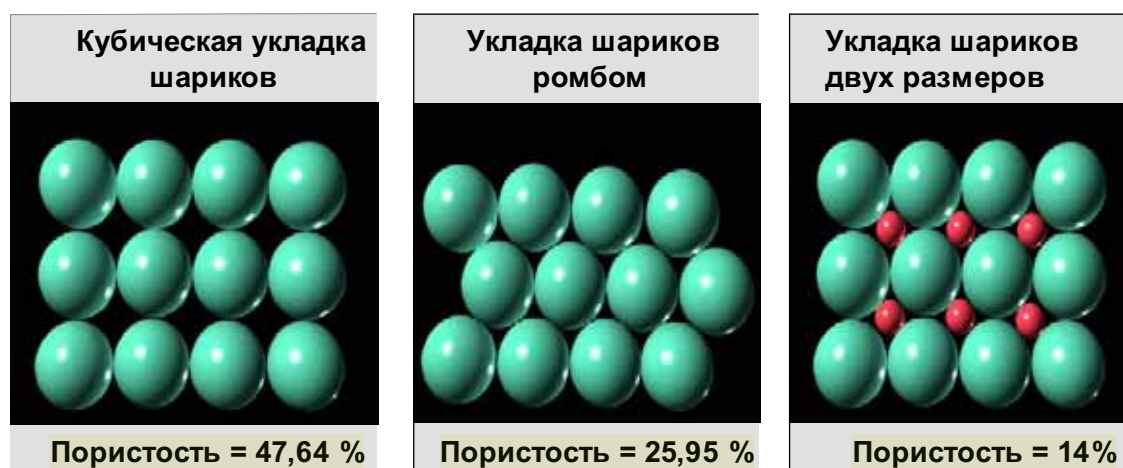 Кубическая укладка
шариков
Пористость = 47,64 %
Укладка шариков
ромбом
Пористость = 25,95 %
Укладка шариков
двух размеров
Пористость = 14%